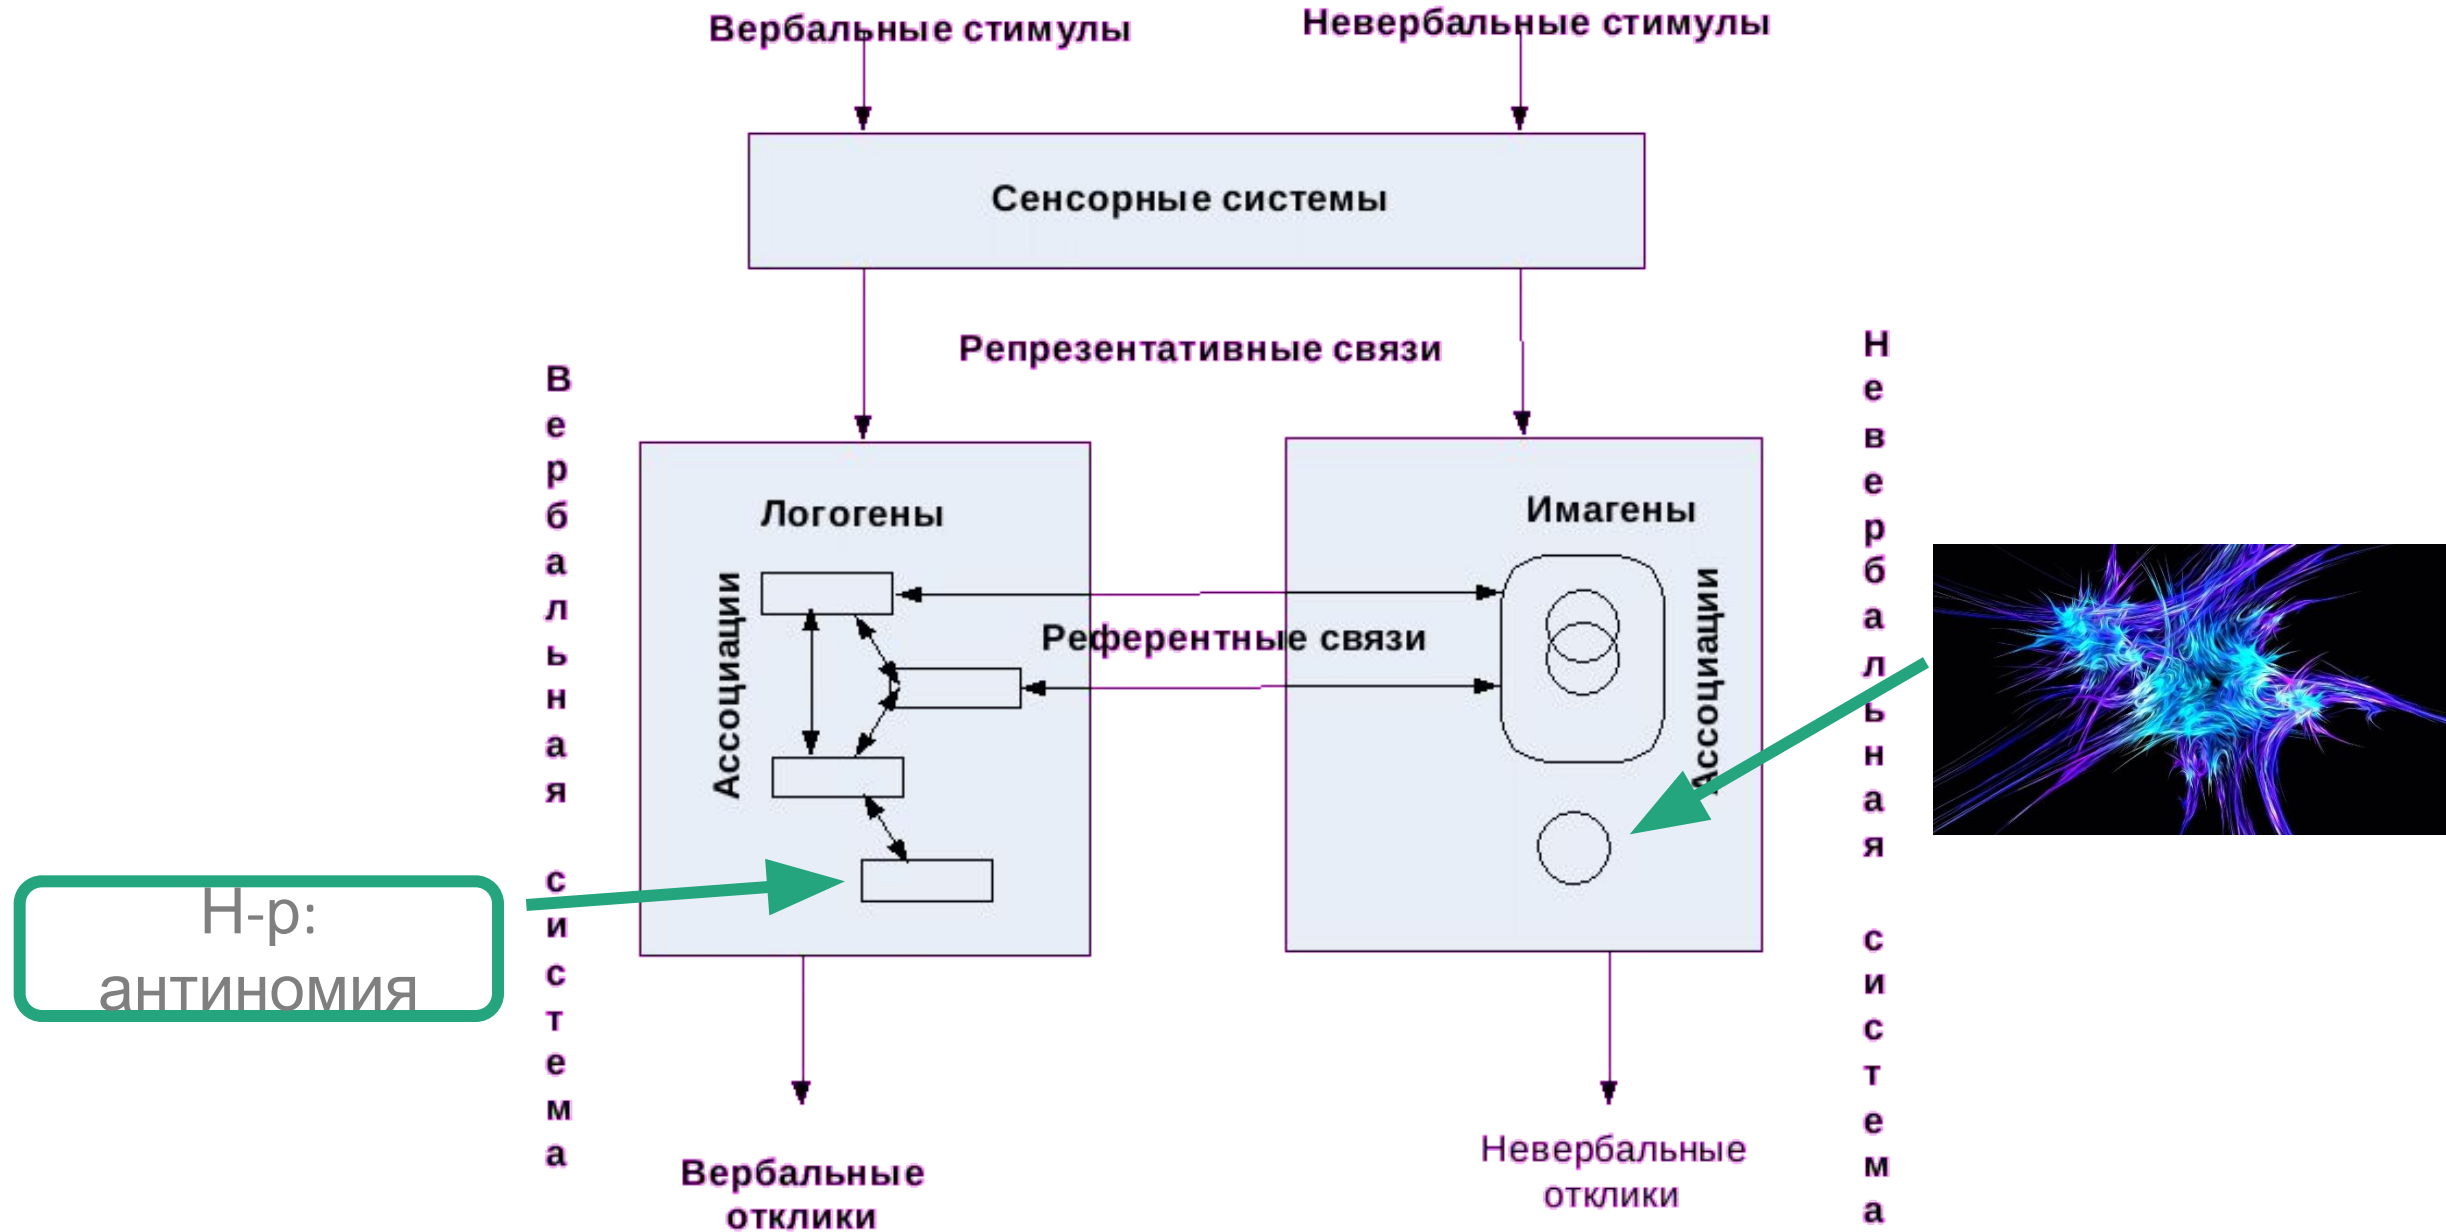 Вербальные стимулы
Невербальные стимулы
Сенсорные системы
Репрезентативные связи
Вербальная система
Невербальная система
Логогены
Имагены
Ассоциации
Референтные связи
Ассоциации
Н-р:
антиномия
Вербальные
отклики
Невербальные
отклики